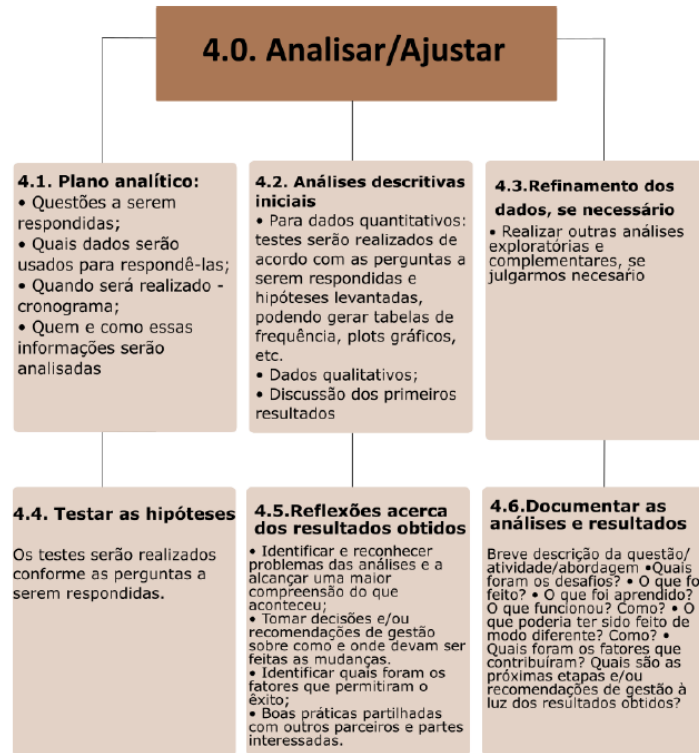 4.0. Analisar/Ajustar
4.1. Plano analítico:
• Questões a serem
respondidas;
• Quais dados serão
usados para respondê-las;
• Quando será realizado -
cronograma;
• Quem e como essas
informações serão
analisadas
4.2. Análises descritivas
iniciais
• Para dados quantitativos:
testes serão realizados de
acordo com as perguntas a
serem respondidas e
hipóteses levantadas,
podendo gerar tabelas de
frequência, plots gráficos,
etc.
• Dados qualitativos;
• Discussão dos primeiros
resultados
4.3.Refinamento dos
dados, se necessário
• Realizar outras análises
exploratórias e
complementares, se
julgarmos necesaŕio
4.4. Testar as hipóteses
Os testes serão realizados
conforme as perguntas a
serem respondidas.
4.5.Reflexões acerca
dos resultados obtidos
• Identificar e reconhecer
problemas das análises e a
alcançar uma maior
compreensão do que
aconteceu;
• Tomar decisões e/ou
recomendações de gestão
sobre como e onde devam ser
feitas as mudanças.
• Identificar quais foram os
fatores que permitiram o
êxito;
• Boas práticas partilhadas
com outros parceiros e partes
interessadas.
4.6.Documentar as
análises e resultados
Breve descrição da questão/
atividade/abordagem •Quais
foram os desafios? • O que fo
feito? • O que foi aprendido?
O que funcionou? Como? • O
que poderia ter sido feito de
modo diferente? Como? •
Quais foram os fatores que
contribuíram? Quais são as
próximas etapas e/ou
recomendações de gestão à
luz dos resultados obtidos?